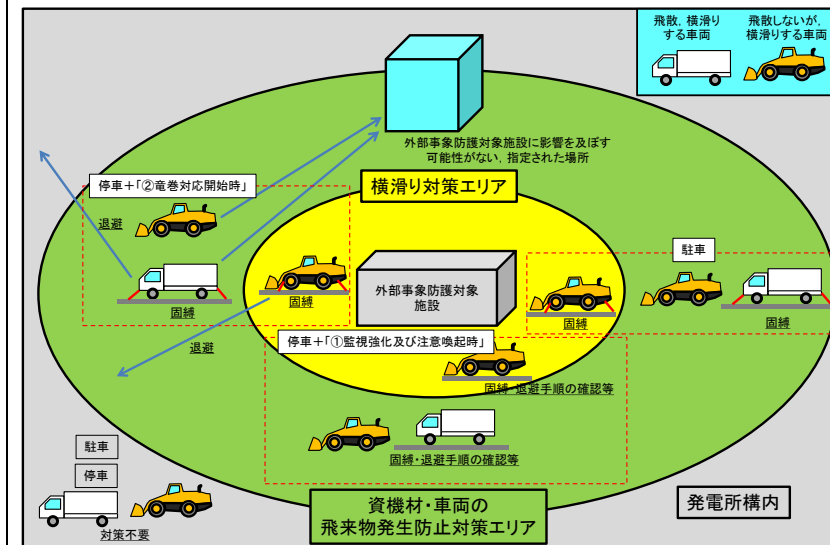 飛散,横滑り
する車両
飛散しないが,
横滑りする車両
外部事象防護対象施設に影響を及ぼす
可能性がない,指定された場所
停車+「②竜巻対応開始時」
横滑り対策エリア
退避
駐車
固縛
固縛
外部事象防護対象
施設
固縛
固縛
退避
停車+「①監視強化及び注意喚起時」
固縛・退避手順の確認等
固縛・退避手順の確認等
駐車
停車
対策不要
資機材・車両の
飛来物発生防止対策エリア
発電所構内